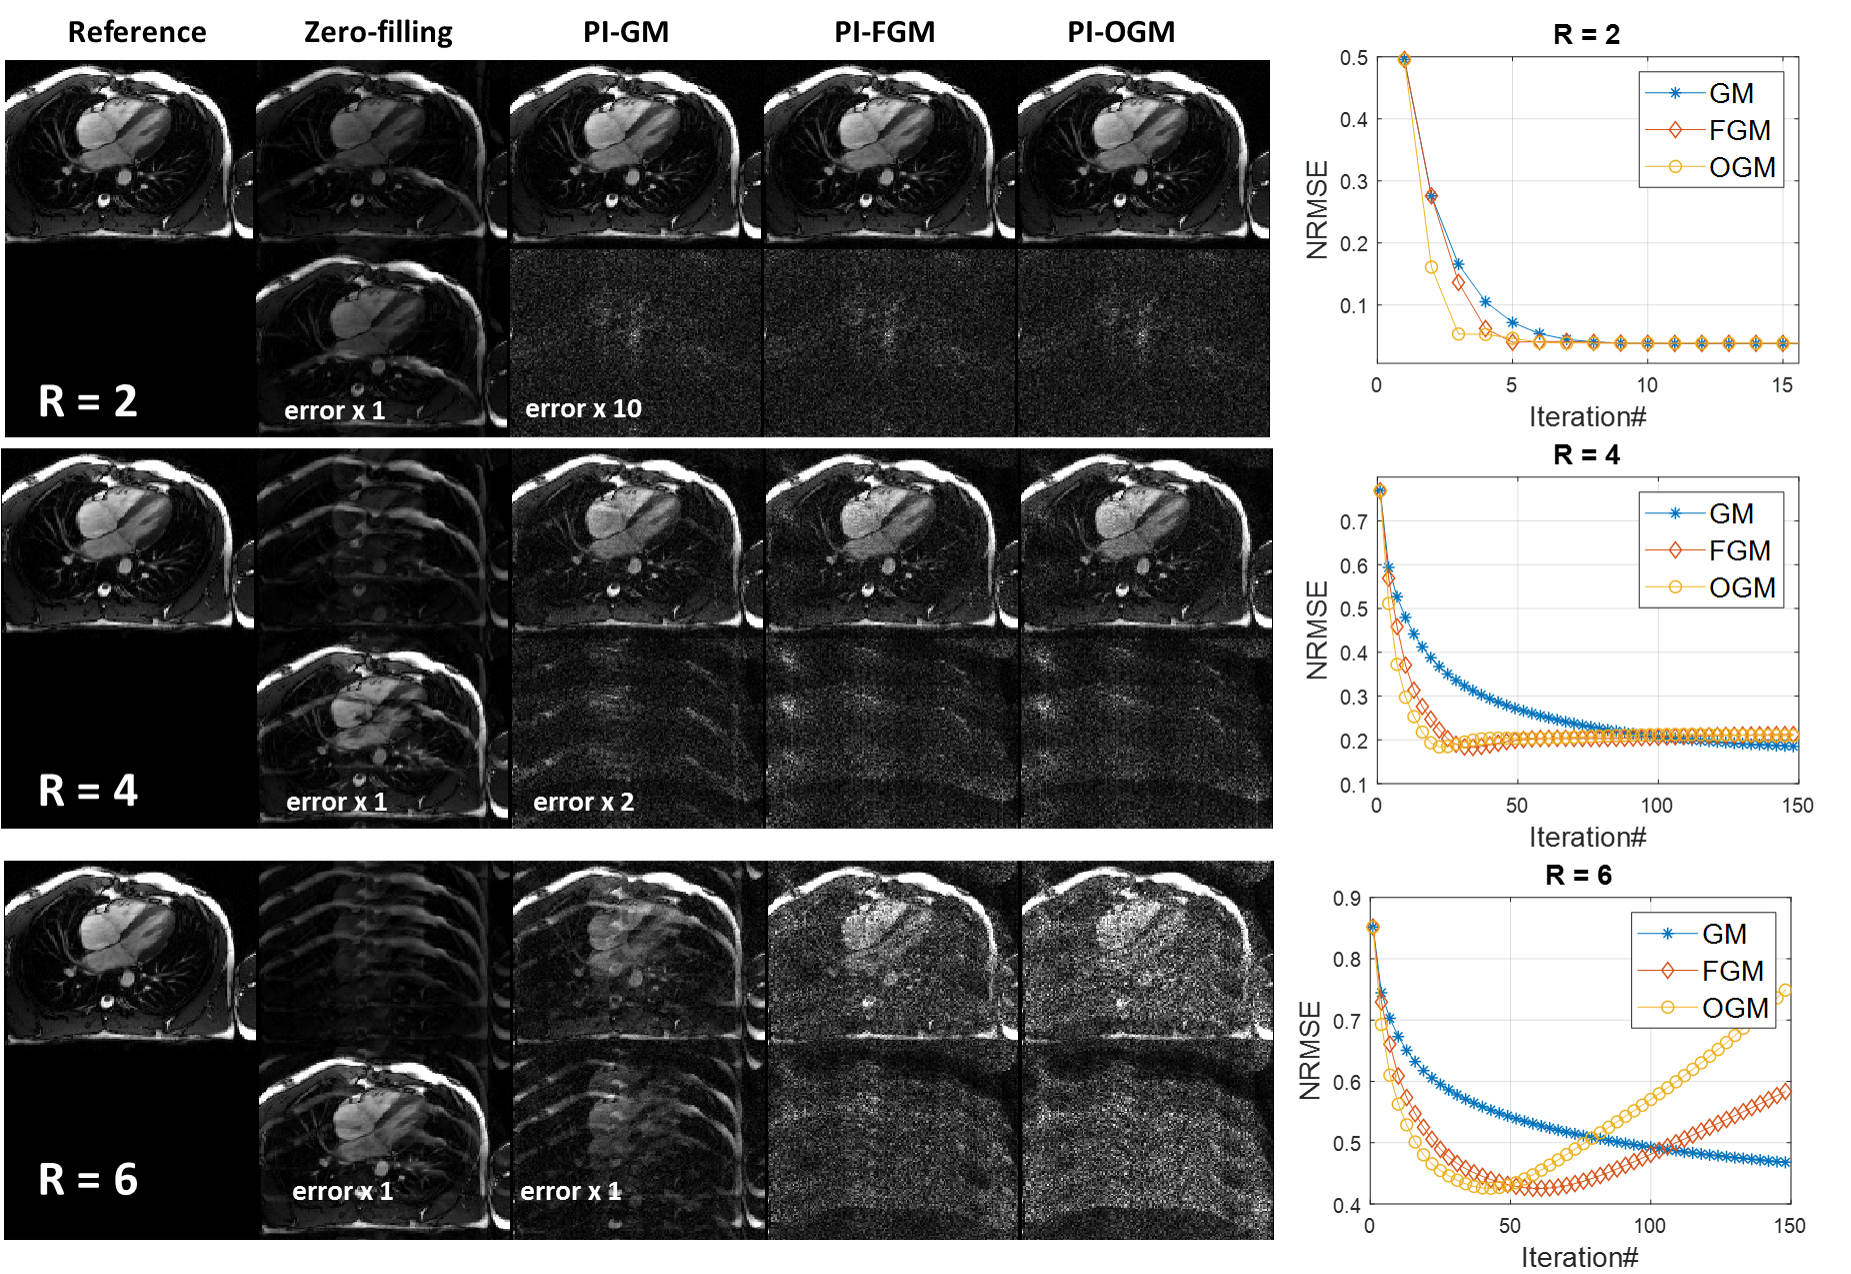 Reference Zero-filling PI-GM PI-FGM PI-OGM
R = 2
error x 1
error x 10
R = 4
error x 1
error x 2
R = 6
error x 1
error x 1
R = 2
0.5
0.4
0.3
0.2
0.1
NRMSE
GM
FGM
OGM
0 5 10 15
Iteration#
R = 4
0.7
0.6
0.5
0.4
0.3
0.2
0.1
NRMSE
GM
FGM
OGM
0 50 100 150
Iteration#
R = 6
0.9
0.8
0.7
0.6
0.5
0.4
NRMSE
GM
FGM
OGM
0 50 100 150
Iteration#